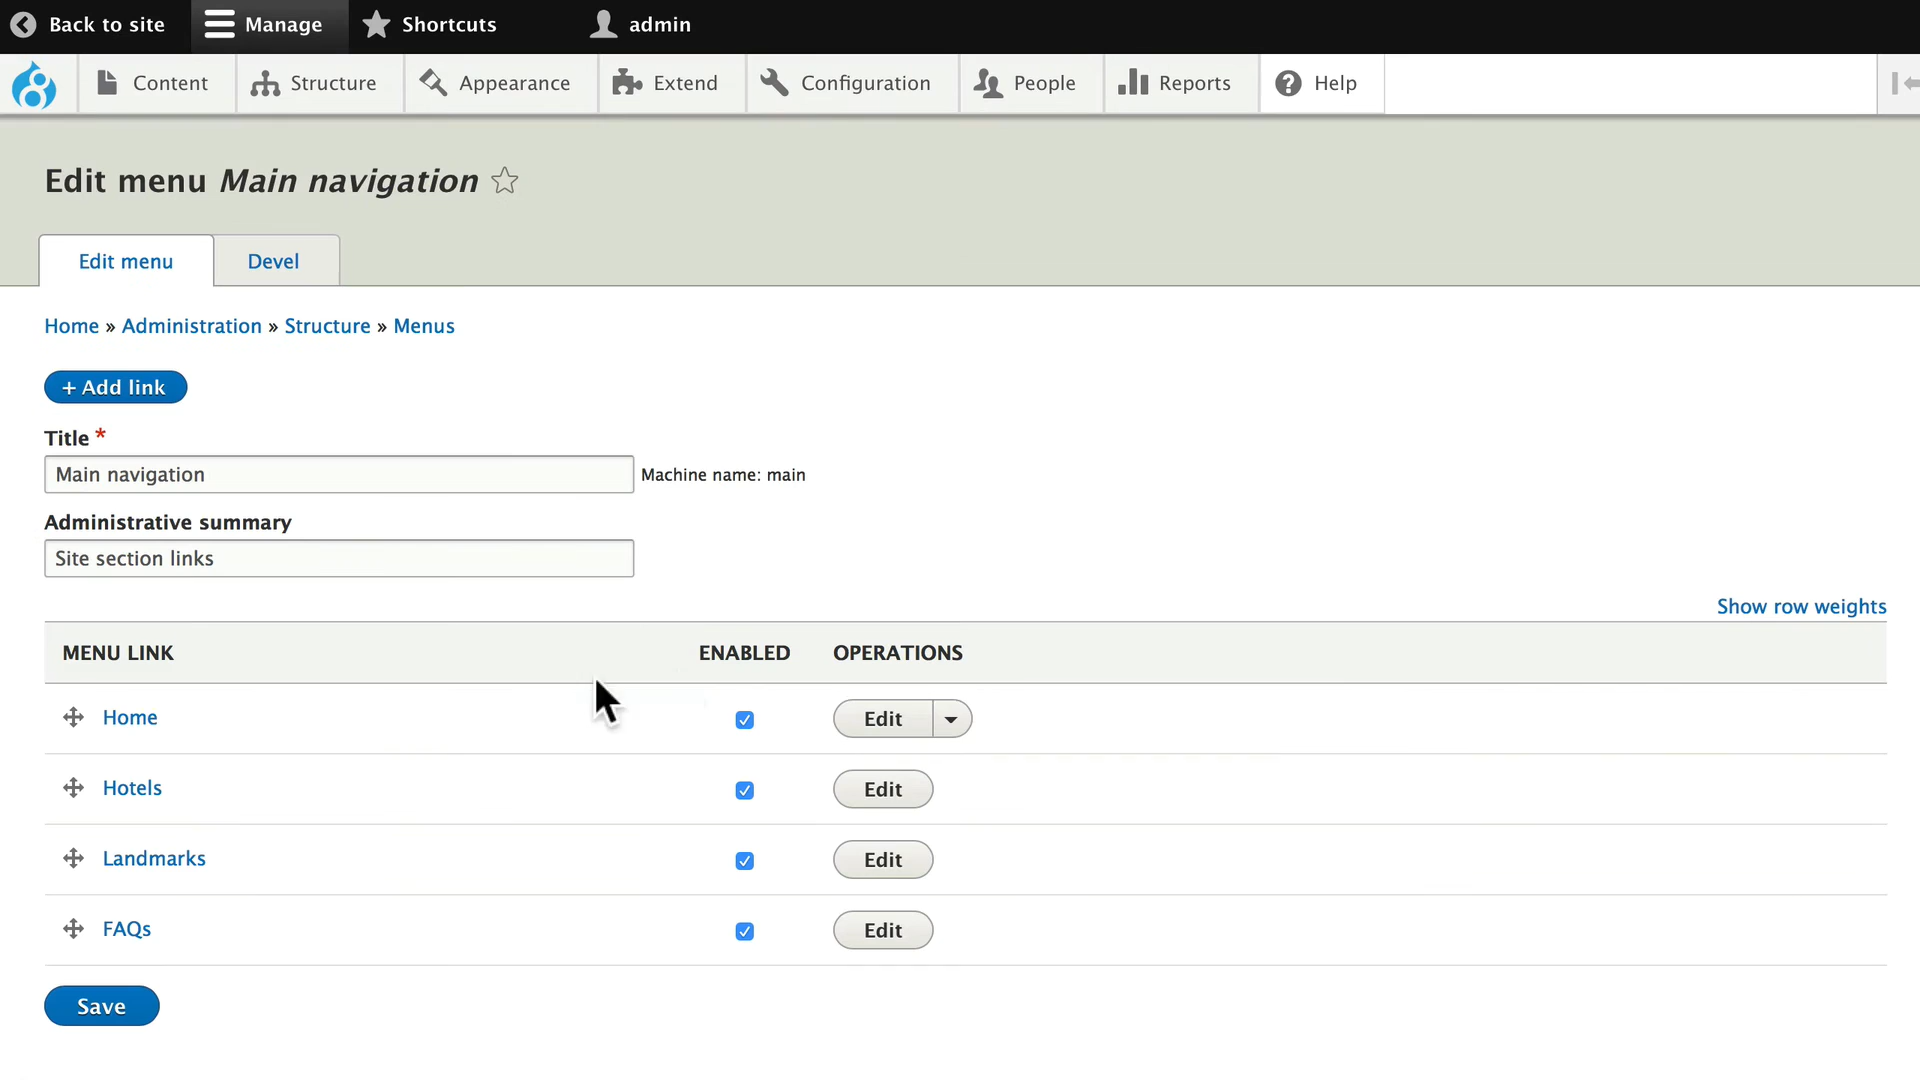 Back to site Manage Shortcuts admin
Content Structure Appearance Extend Configuration People Reports Help
Edit menu Main navigation
Edit menu Devel
Home » Administration » Structure » Menus
+ Add link
Title *
Main navigation Machine name: main
Administrative summary
Site section links
Show row weights
MENU LINK ENABLED OPERATIONS
Home Edit
Hotels Edit
Landmarks Edit
FAQs Edit
Save